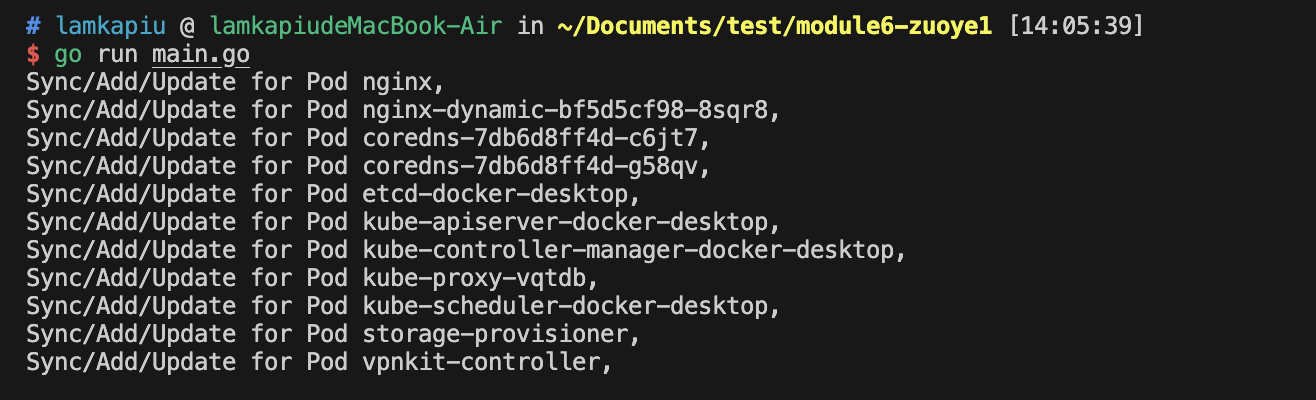 # lamkapiu @ lamkapiudeMacBook-Air in ~/Documents/test/module6-zuoye1 [14:05:39]
$ go run main.go
Sync/Add/Update for Pod nginx,
Sync/Add/Update for Pod nginx-dynamic-bf5d5cf98-8sqr8,
Sync/Add/Update for Pod coredns-7db6d8ff4d-c6jt7,
Sync/Add/Update for Pod coredns-7db6d8ff4d-g58qv,
Sync/Add/Update for Pod etcd-docker-desktop,
Sync/Add/Update for Pod kube-apiserver-docker-desktop,
Sync/Add/Update for Pod kube-controller-manager-docker-desktop,
Sync/Add/Update for Pod kube-proxy-vqtdb,
Sync/Add/Update for Pod kube-scheduler-docker-desktop,
Sync/Add/Update for Pod storage-provisioner,
Sync/Add/Update for Pod vpnkit-controller,